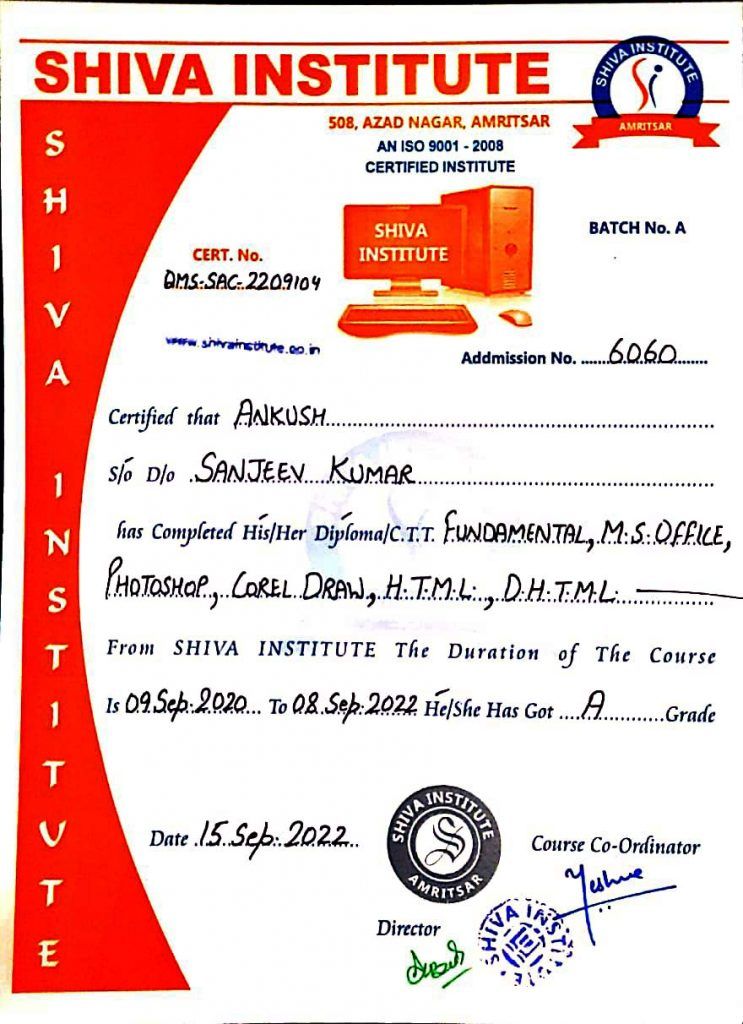 SHIVA INSTITUTE
SHIVA INSTITUTE
AMRITSAR
508, AZAD NAGAR, AMRITSAR
AN ISO 9001 - 2008
CERTIFIED INSTITUTE
SHIVA INSTITUTE
SHIVA
INSTITUTE
BATCH No. A
CERT. No.
QMS-SAC-2209104
www.shivainstitute.co.in
Addmission No. .......6060.......
Certified that ANKUSH
S/o D/o SANJEEV KUMAR
has Completed His/Her Diploma/C.T.T. FUNDAMENTAL, M.S.OFFICE,
PHOTOSHOP, COREL DRAW, H.T.M.L., D.H.T.M.L.
From SHIVA INSTITUTE The Duration of The Course
Is 09.Sep.2020... To 08.Sep.2022 He/She Has Got ....A............Grade
Date .15.Sep.2022..
SHIVA INSTITUTE
S
AMRITSAR
Course Co-Ordinator
Director
SHIVA INSTITUTE